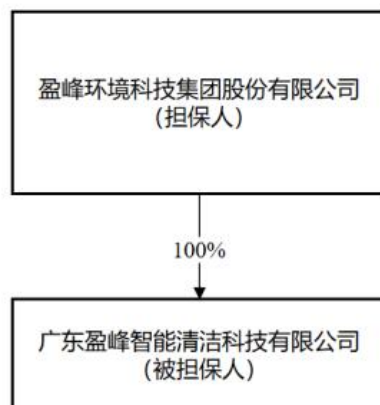 盈峰环境科技集团股份有限公司
（担保人）
100%
广东盈峰智能清洁科技有限公司
（被担保人）